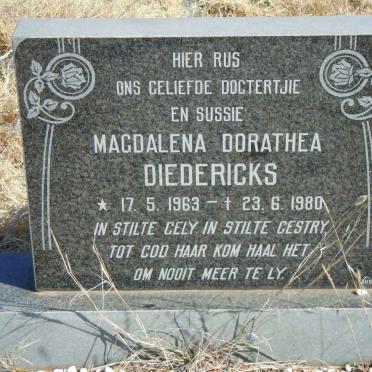 HIER RUS
ONS GELIEFDE DOGTERTJIE
EN SUSSIE
MAGDALENA DORATHEA
DIEDERICKS
★ 17. 5. 1963 – † 23. 6. 1980
IN STILTE GELY IN STILTE GESTRY
TOT GOD HAAR KOM HAAL HET
OM NOOIT MEER TE LY